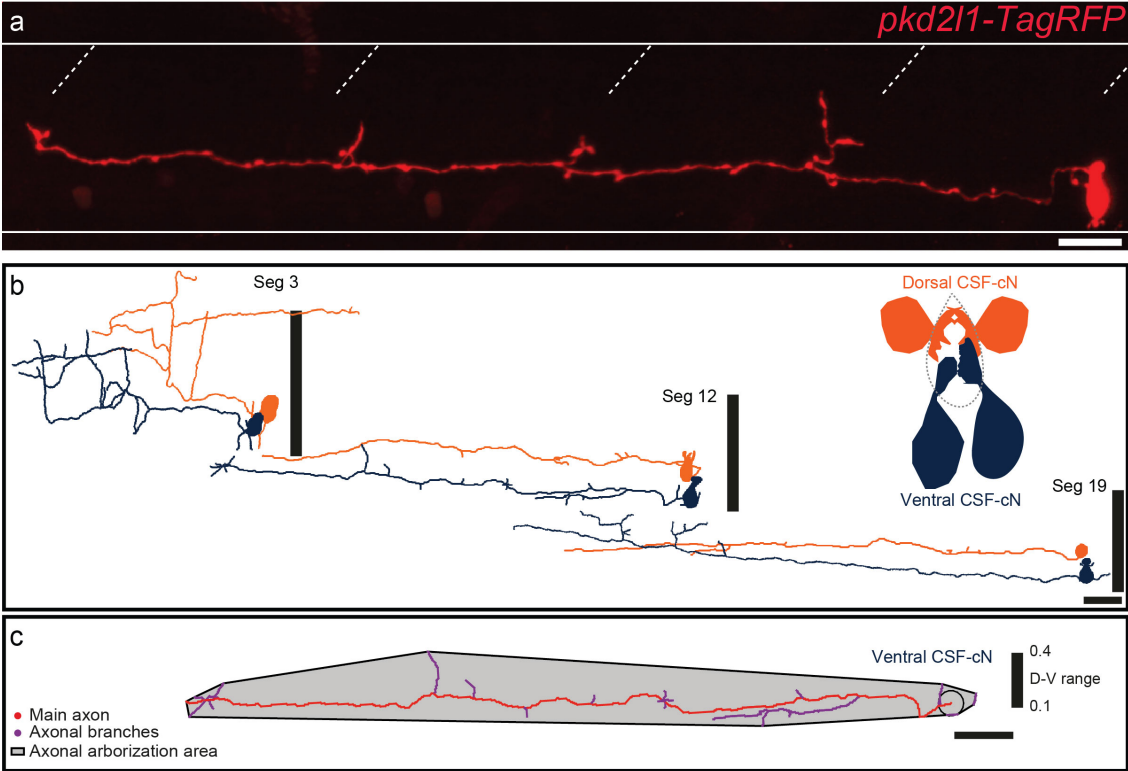 a
pkd2l1-TagRFP
b
Seg 3
Dorsal CSF-cN
Seg 12
Ventral CSF-cN
Seg 19
c
Ventral CSF-cN
0.4
D-V range
0.1
Main axon
Axonal branches
Axonal arborization area